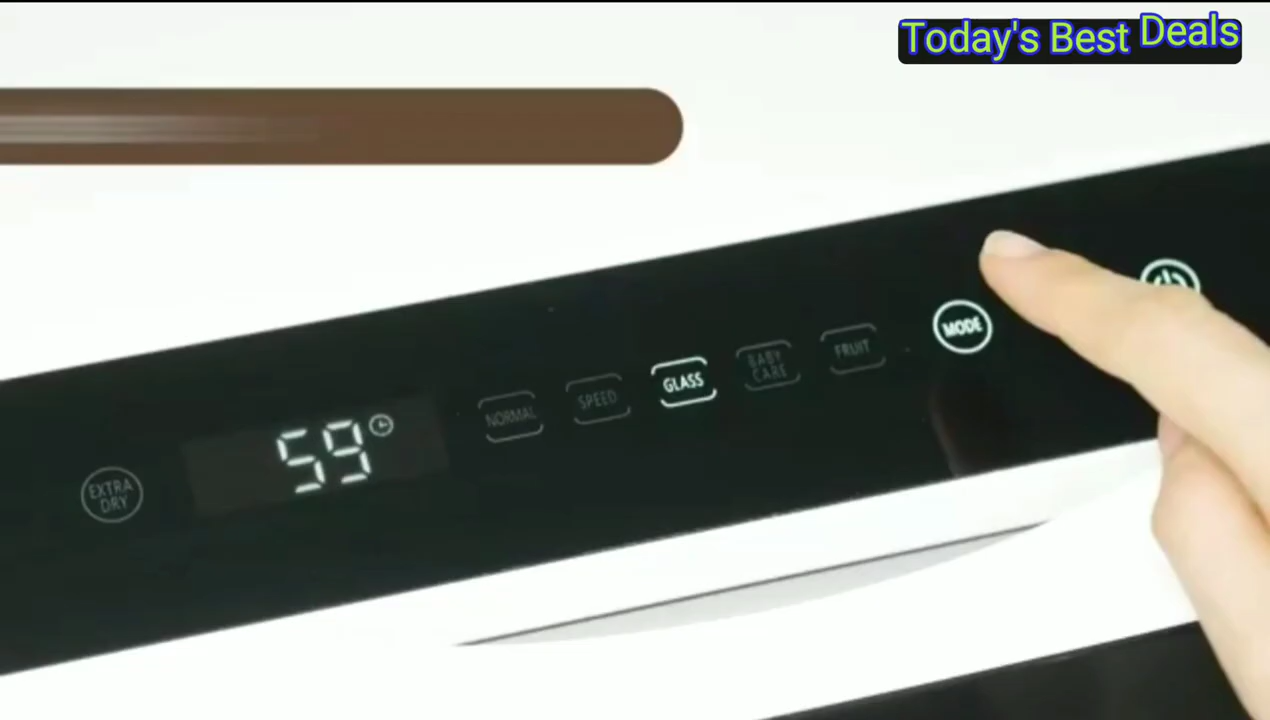 Today's Best Deals
EXTRA
DRY
59
NORMAL
SPEED
GLASS
BABY
CARE
FRUIT
MODE